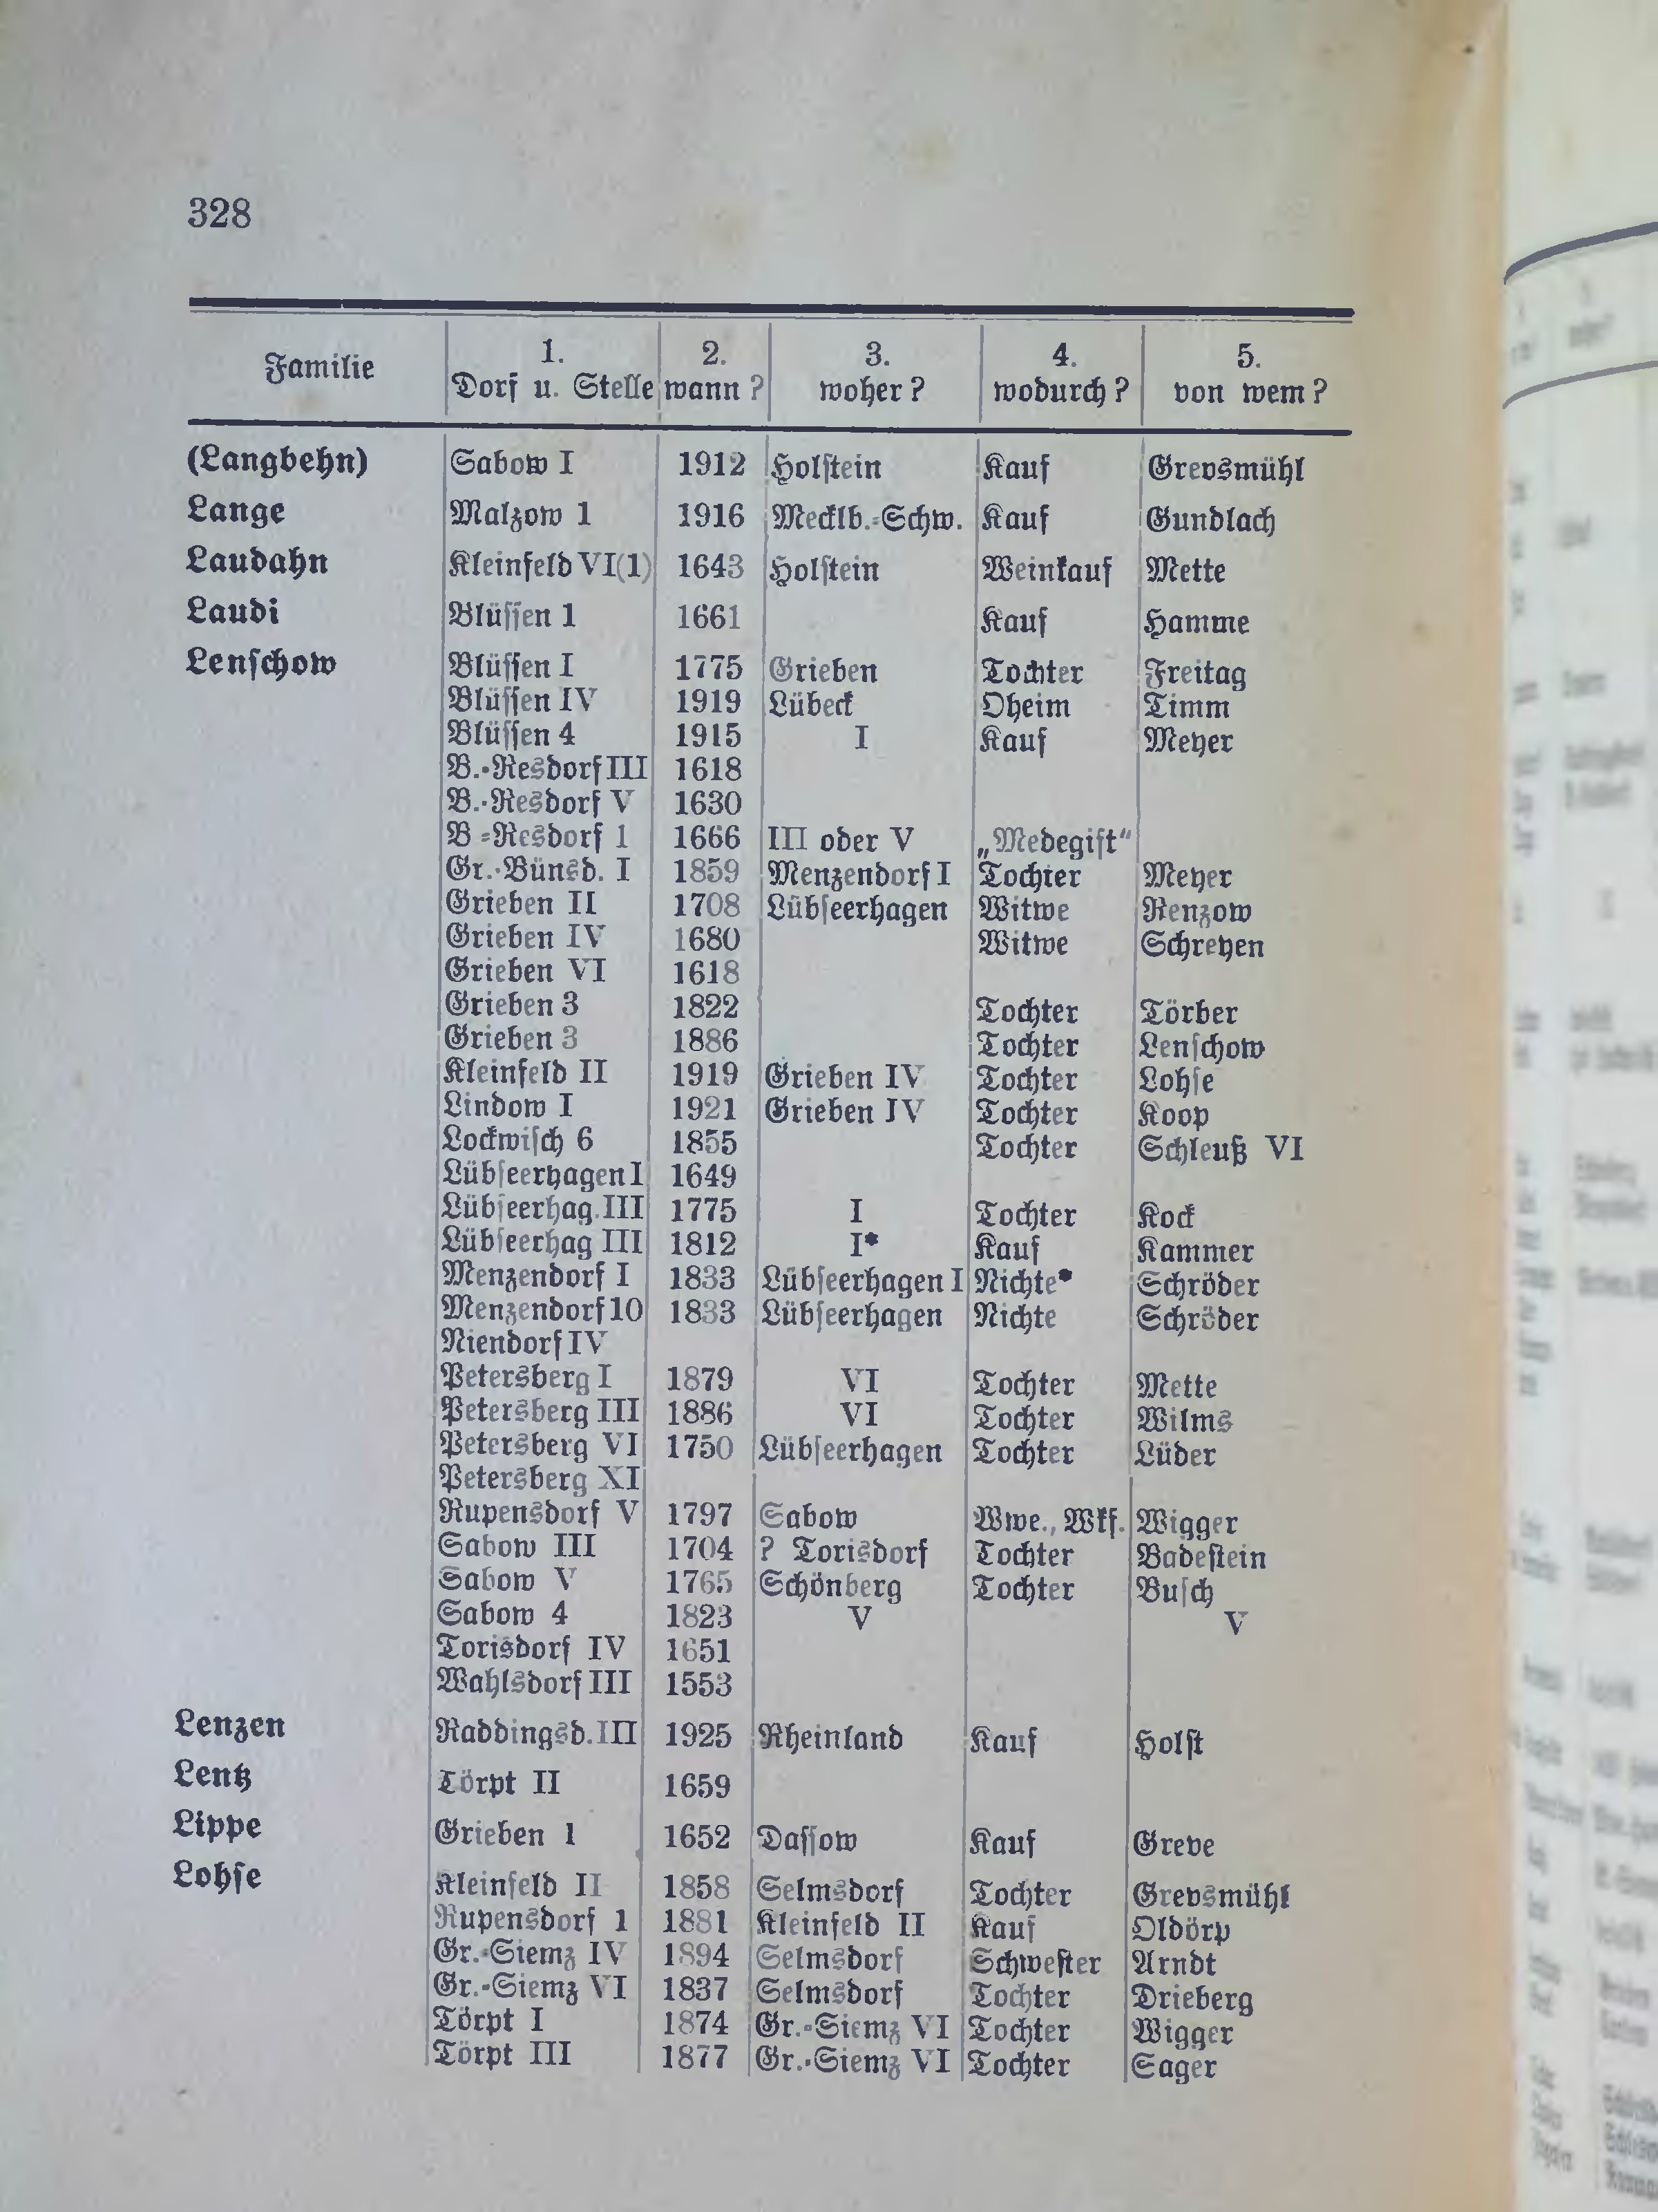 328
Familie 1. Dorf u. Stelle 2. wann? 3. woher? 4. wodurch? 5. von wem?
(Langbehn) Sabow I 1912 Holstein Kauf Grevsmühl
Lange Malzow 1 1916 Mecklb.-Schw. Kauf Gundlach
Laudahn Kleinfeld VI(1) 1643 Holstein Weinkauf Mette
Laudi Blüssen 1 1661 Kauf Hamme
Lenschow Blüssen I 1775 Grieben Tochter Freitag
Blüssen IV 1919 Lübeck Oheim Timm
Blüssen 4 1915 I Kauf Meyer
B.-Resdorf III 1618
B.-Resdorf V 1630
B-Resdorf 1 1666 III oder V „Medegift“
Gr.-Bünsd. I 1859 Menzendorf I Tochter Meyer
Grieben II 1708 Lübseerhagen Witwe Renzow
Grieben IV 1680 Witwe Schreyen
Grieben VI 1618
Grieben 3 1822 Tochter Törber
Grieben 3 1886 Tochter Lenschow
Kleinfeld II 1919 Grieben IV Tochter Lohse
Lindow I 1921 Grieben IV Tochter Koop
Lockwisch 6 1855 Tochter Schleuß VI
Lübseerhagen I 1649
Lübseerhag. III 1775 I Tochter Kock
Lübseerhag III 1812 I* Kauf Kammer
Menzendorf I 1833 Lübseerhagen I Nichte* Schröder
Menzendorf 10 1833 Lübseerhagen Nichte Schröder
Niendorf IV
Petersberg I 1879 VI Tochter Mette
Petersberg III 1886 VI Tochter Wilms
Petersberg VI 1750 Lübseerhagen Tochter Lüder
Petersberg XI
Rupensdorf V 1797 Sabow Wwe., Wkf. Wigger
Sabow III 1704 ? Torisdorf Tochter Badestein
Sabow V 1765 Schönberg Tochter Busch
Sabow 4 1823 V V
Torisdorf IV 1651
Wahlsdorf III 1553
Lenzen Raddingsd. III 1925 Rheinland Kauf Holst
Lentz Törpt II 1659
Lippe Grieben 1 1652 Dassow Kauf Greve
Lohse Kleinfeld II 1858 Selmsdorf Tochter Grevsmühl
Rupensdorf 1 1881 Kleinfeld II Kauf Oldörp
Gr.-Siemz IV 1894 Selmsdorf Schwester Arndt
Gr.-Siemz VI 1837 Selmsdorf Tochter Drieberg
Törpt I 1874 Gr.-Siemz VI Tochter Wigger
Törpt III 1877 Gr.-Siemz VI Tochter Sager